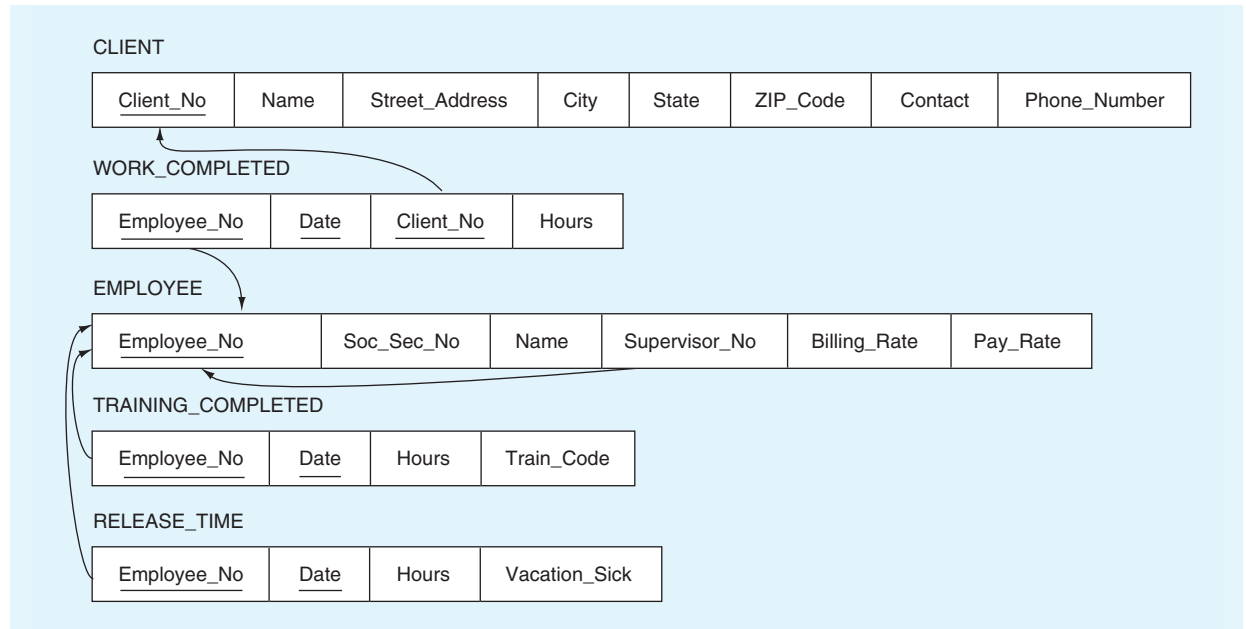 CLIENT
Client_No Name Street_Address City State ZIP_Code Contact Phone_Number
WORK_COMPLETED
Employee_No Date Client_No Hours
EMPLOYEE
Employee_No Soc_Sec_No Name Supervisor_No Billing_Rate Pay_Rate
TRAINING_COMPLETED
Employee_No Date Hours Train_Code
RELEASE_TIME
Employee_No Date Hours Vacation_Sick